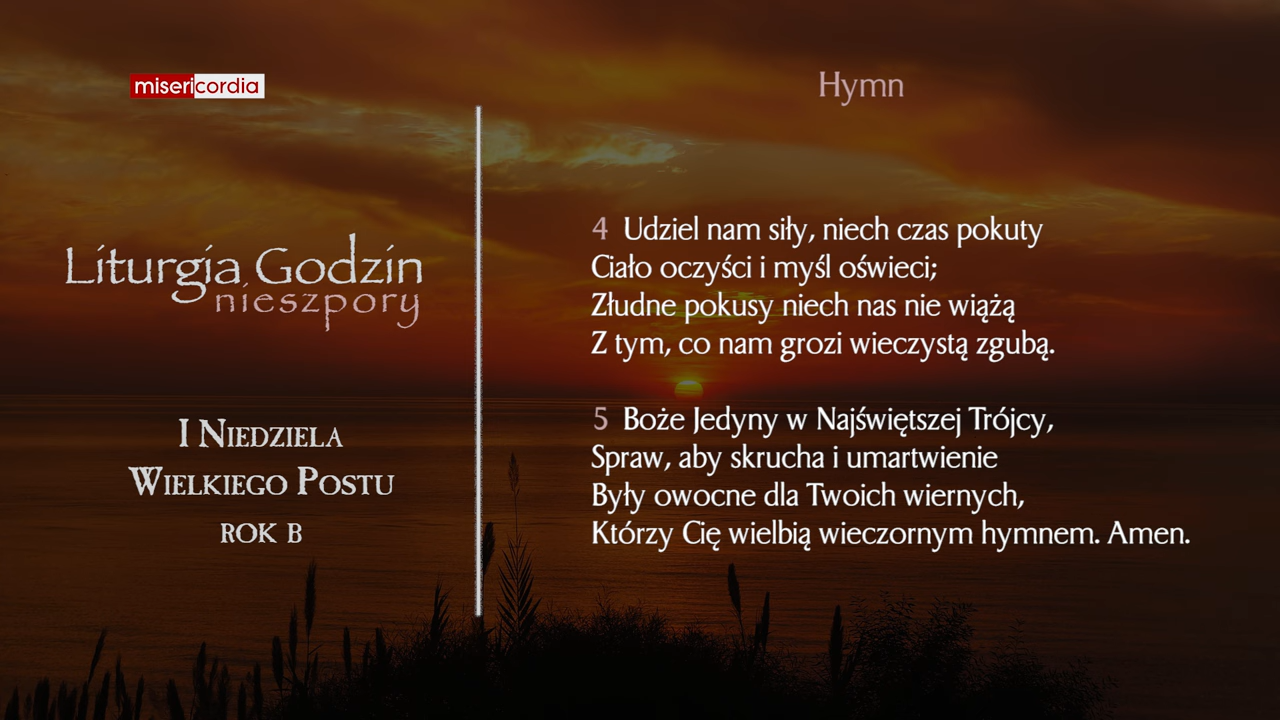 misericordia
Liturgia Godzin
nieszpory
I Niedziela
Wielkiego Postu
rok B
Hymn
4 Udziel nam siły, niech czas pokuty
Ciało oczyści i myśl oświeci;
Złudne pokusy niech nas nie wiążą
Z tym, co nam grozi wieczystą zgubą.
5 Boże Jedyny w Najświętszej Trójcy,
Spraw, aby skrucha i umartwienie
Były owocne dla Twoich wiernych,
Którzy Cię wielbią wieczornym hymnem. Amen.